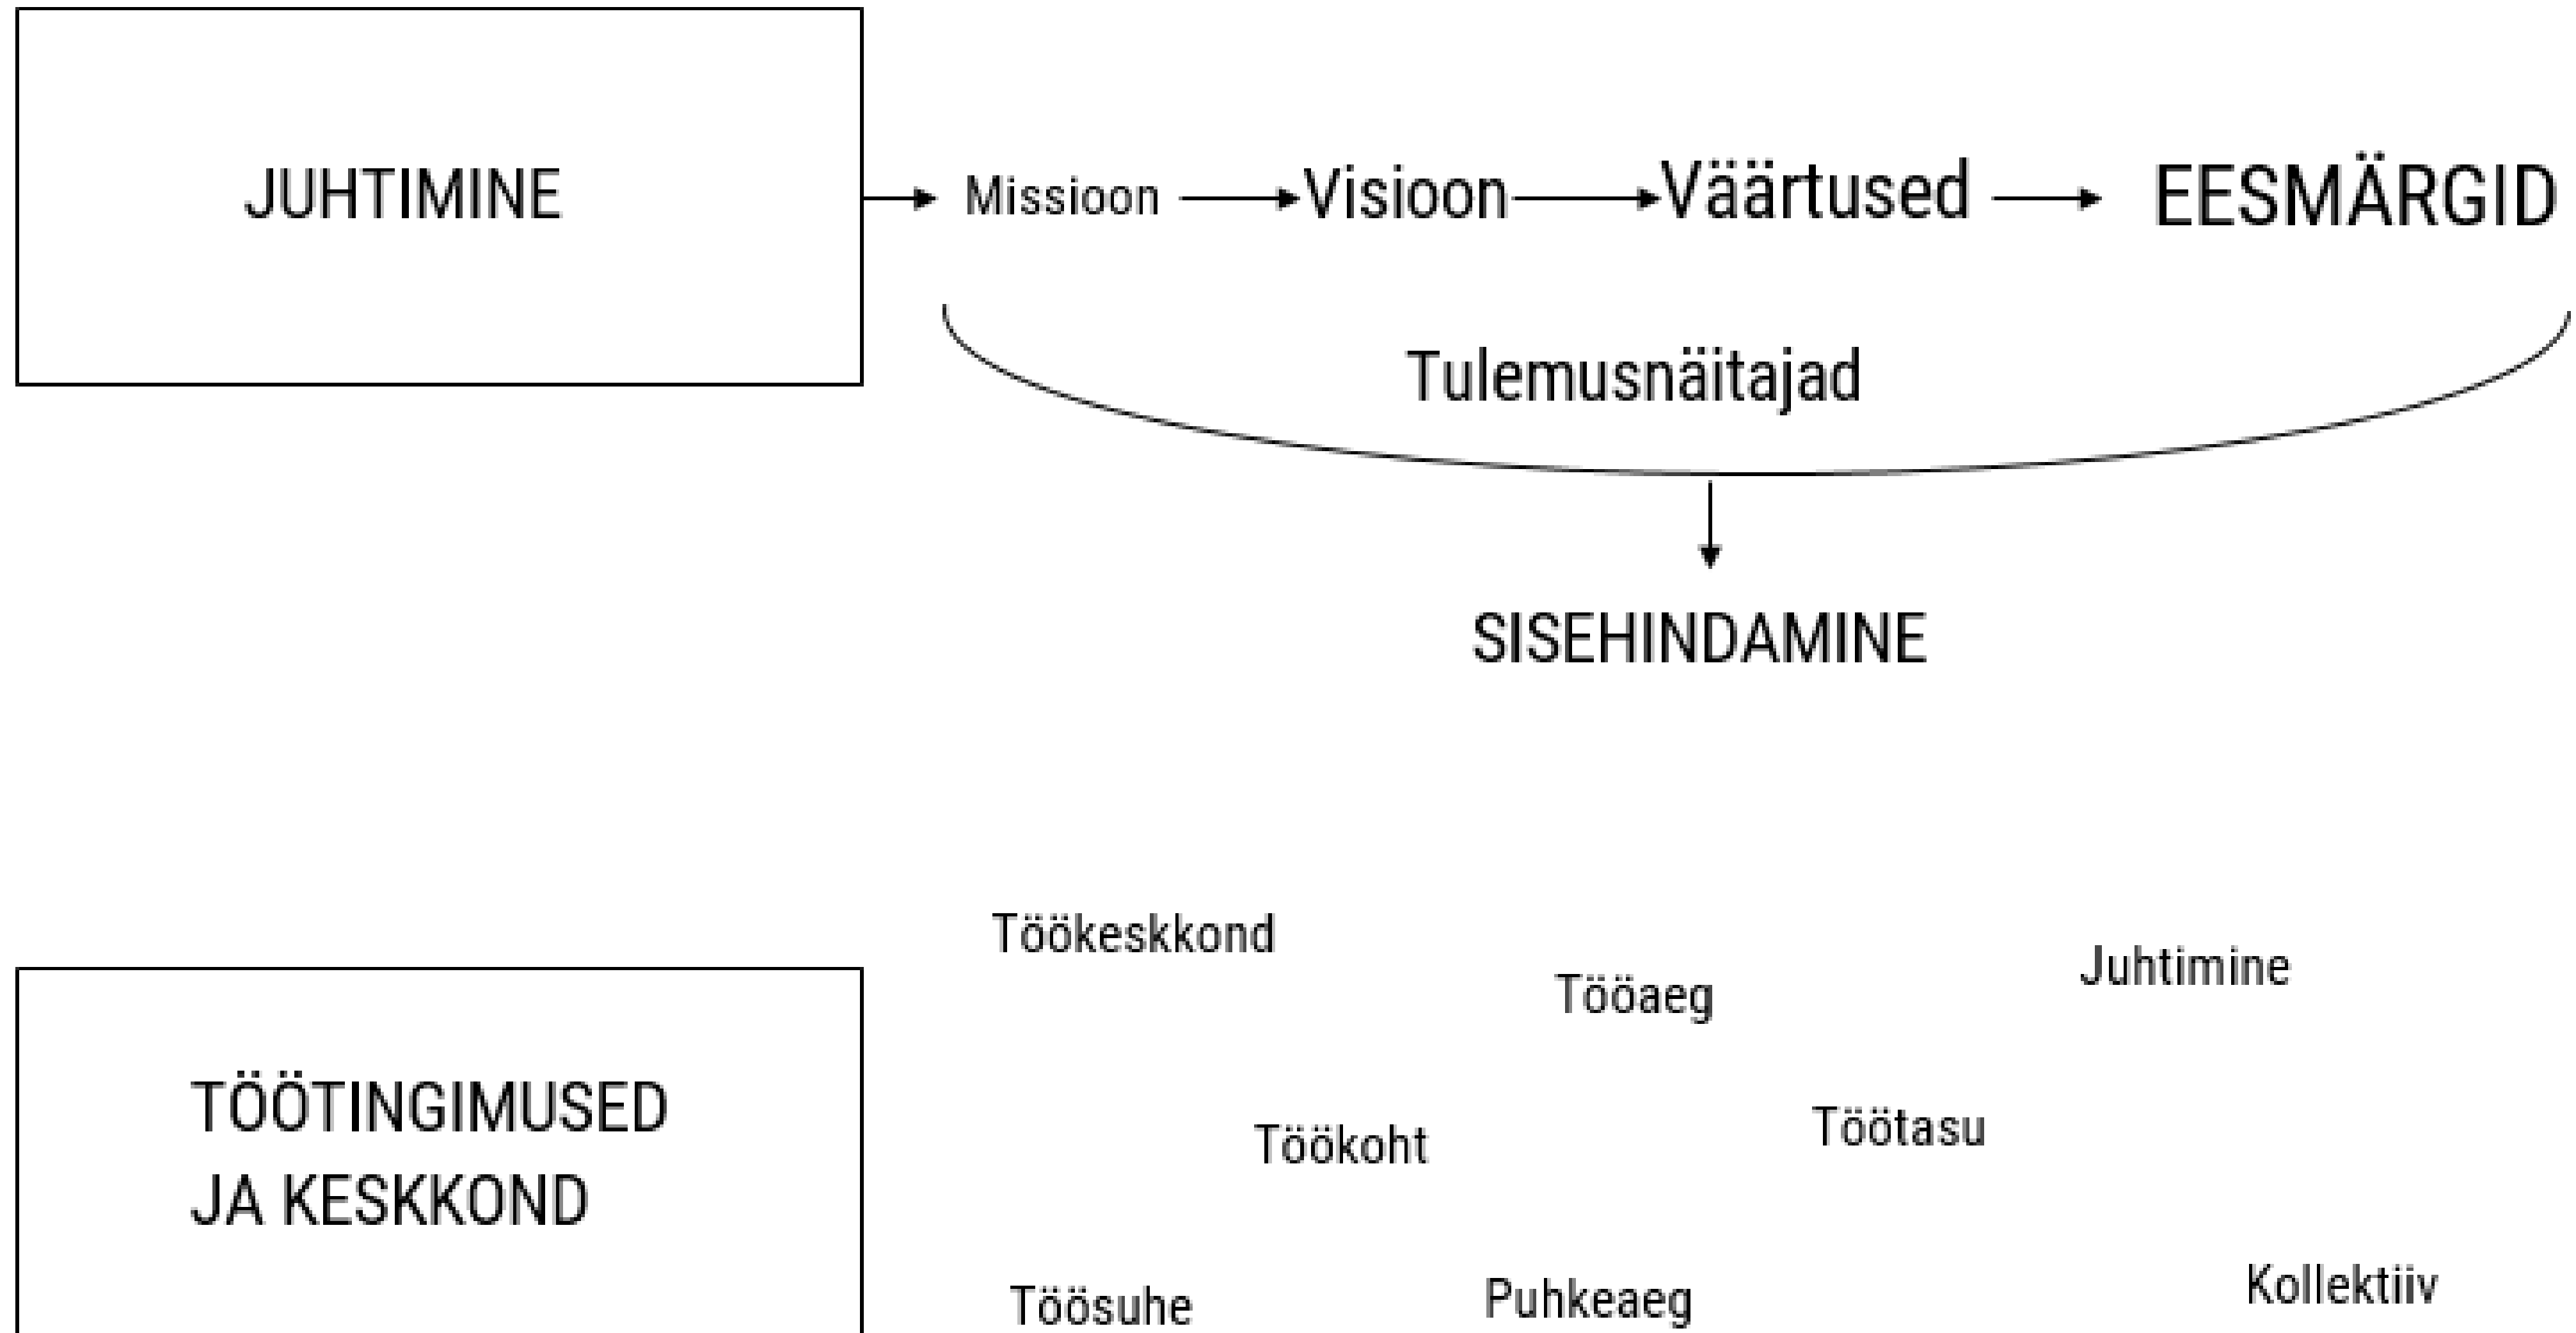 JUHTIMINE
Missioon
Visioon
Väärtused
EESMÄRGID
Tulemusnäitajad
SISEHINDAMINE
TÖÖTINGIMUSED
JA KESKKOND
Töökeskkond
Tööaeg
Juhtimine
Töökoht
Töötasu
Töösuhe
Puhkeaeg
Kollektiiv